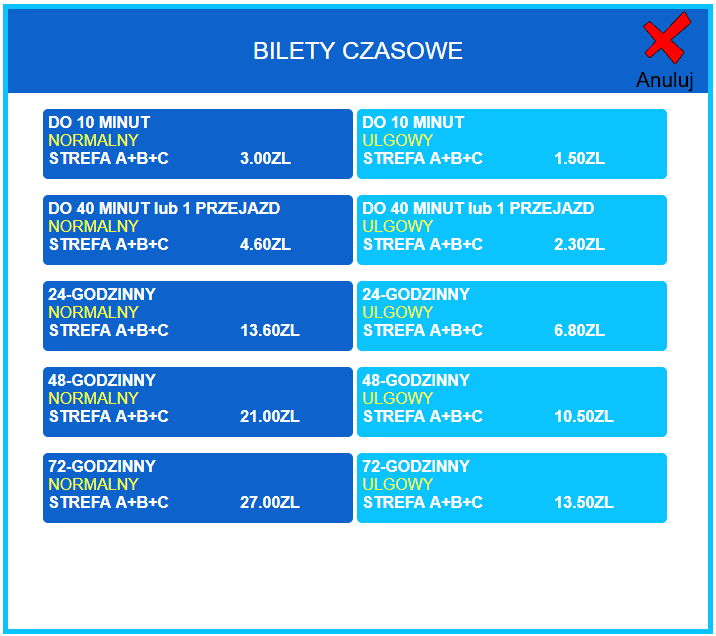 BILETY CZASOWE
Anuluj
DO 10 MINUT
NORMALNY
STREFA A+B+C 3.00ZL
DO 10 MINUT
ULGOWY
STREFA A+B+C 1.50ZL
DO 40 MINUT lub 1 PRZEJAZD
NORMALNY
STREFA A+B+C 4.60ZL
DO 40 MINUT lub 1 PRZEJAZD
ULGOWY
STREFA A+B+C 2.30ZL
24-GODZINNY
NORMALNY
STREFA A+B+C 13.60ZL
24-GODZINNY
ULGOWY
STREFA A+B+C 6.80ZL
48-GODZINNY
NORMALNY
STREFA A+B+C 21.00ZL
48-GODZINNY
ULGOWY
STREFA A+B+C 10.50ZL
72-GODZINNY
NORMALNY
STREFA A+B+C 27.00ZL
72-GODZINNY
ULGOWY
STREFA A+B+C 13.50ZL